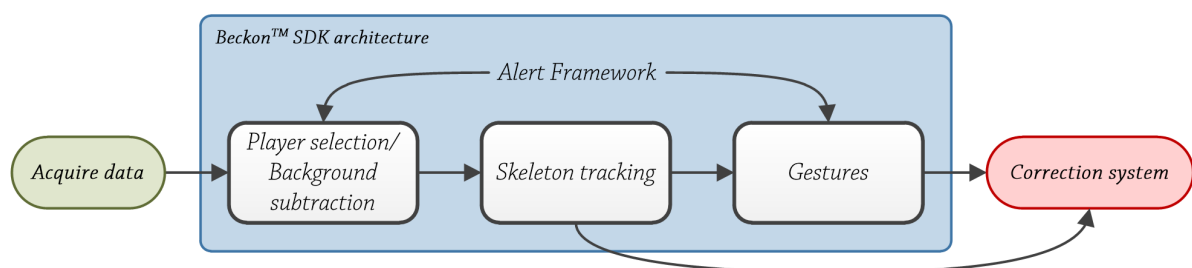 Beckon™ SDK architecture
Alert Framework
Acquire data
Player selection/
Background
subtraction
Skeleton tracking
Gestures
Correction system